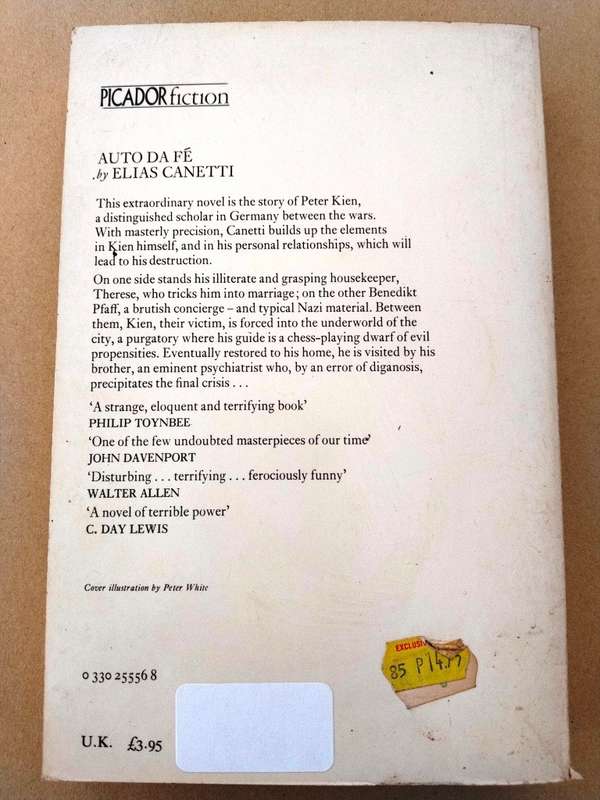 PICADOR fiction
AUTO DA FÉ
by ELIAS CANETTI
This extraordinary novel is the story of Peter Kien,
a distinguished scholar in Germany between the wars.
With masterly precision, Canetti builds up the elements
in Kien himself, and in his personal relationships, which will
lead to his destruction.
On one side stands his illiterate and grasping housekeeper,
Therese, who tricks him into marriage; on the other Benedikt
Pfaff, a brutish concierge – and typical Nazi material. Between
them, Kien, their victim, is forced into the underworld of the
city, a purgatory where his guide is a chess-playing dwarf of evil
propensities. Eventually restored to his home, he is visited by his
brother, an eminent psychiatrist who, by an error of diganosis,
precipitates the final crisis . . .
‘A strange, eloquent and terrifying book’
PHILIP TOYNBEE
‘One of the few undoubted masterpieces of our time’
JOHN DAVENPORT
‘Disturbing . . . terrifying . . . ferociously funny’
WALTER ALLEN
‘A novel of terrible power’
C. DAY LEWIS
Cover illustration by Peter White
0 330 25556 8
85 P
U.K. £3.95